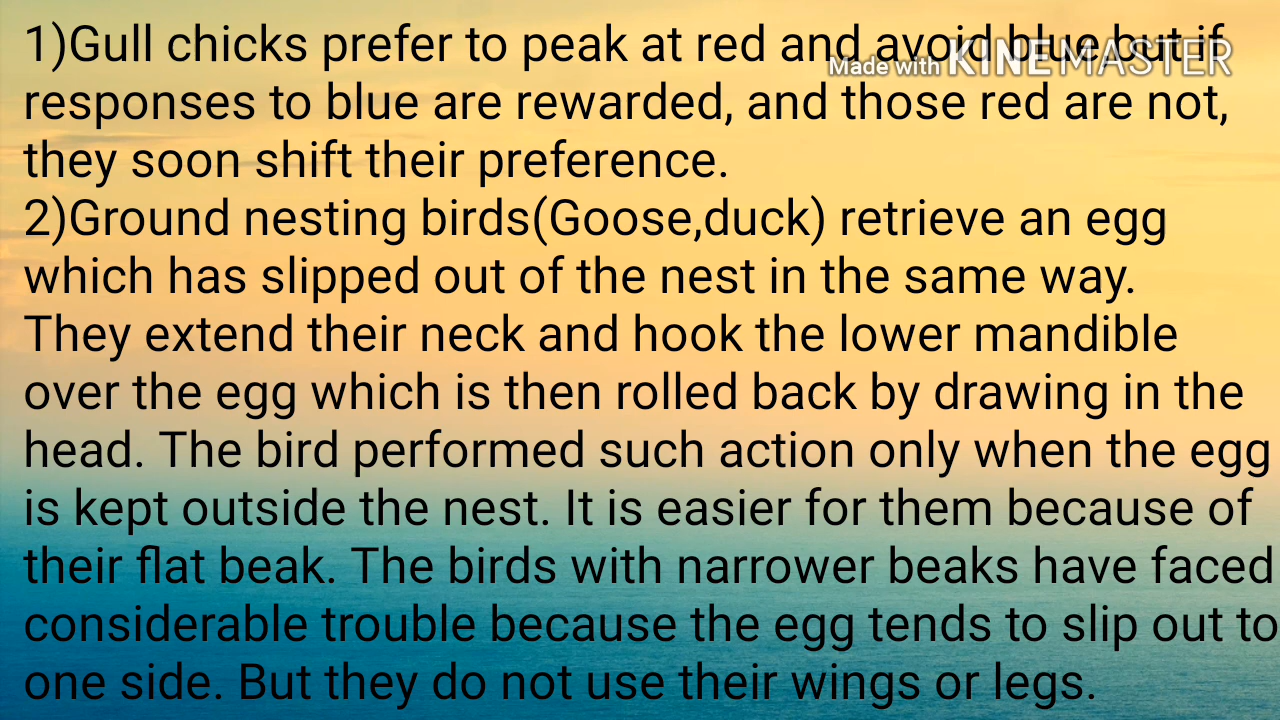 1)Gull chicks prefer to peak at red and avoid blue,but if
Made with KINEMASTER
responses to blue are rewarded, and those red are not,
they soon shift their preference.
2)Ground nesting birds(Goose,duck) retrieve an egg
which has slipped out of the nest in the same way.
They extend their neck and hook the lower mandible
over the egg which is then rolled back by drawing in the
head. The bird performed such action only when the egg
is kept outside the nest. It is easier for them because of
their flat beak. The birds with narrower beaks have faced
considerable trouble because the egg tends to slip out to
one side. But they do not use their wings or legs.